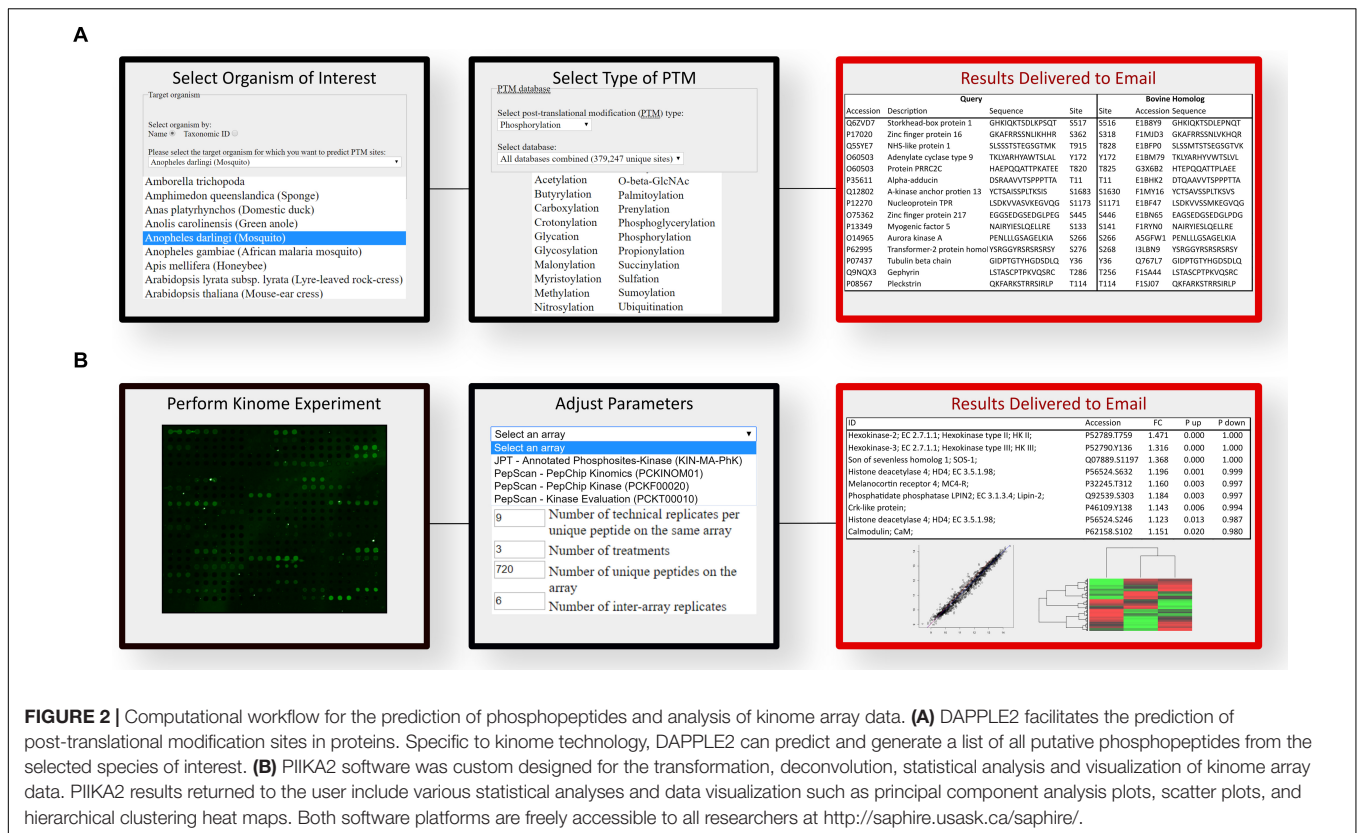 A
Select Organism of Interest
Target organism
Select organism by:
Name Taxonomic ID
Please select the target organism for which you want to predict PTM sites:
Anopheles darlingi (Mosquito)
Amborella trichopoda
Amphimedon queenslandica (Sponge)
Anas platyrhynchos (Domestic duck)
Anolis carolinensis (Green anole)
Anopheles darlingi (Mosquito)
Anopheles gambiae (African malaria mosquito)
Apis mellifera (Honeybee)
Arabidopsis lyrata subsp. lyrata (Lyre-leaved rock-cress)
Arabidopsis thaliana (Mouse-ear cress)
Select Type of PTM
PTM database
Select post-translational modification (PTM) type:
Phosphorylation
Select database:
All databases combined (379,247 unique sites)
Acetylation O-beta-GlcNAc
Butyrylation Palmitoylation
Carboxylation Prenylation
Crotonylation Phosphoglycerylation
Glycation Phosphorylation
Glycosylation Propionylation
Malonylation Succinylation
Myristoylation Sulfation
Methylation Sumoylation
Nitrosylation Ubiquitination
Results Delivered to Email
Query Bovine Homolog
Accession Description Sequence Site Site Accession Sequence
Q6ZVD7 Storkhead-box protein 1 GHKIQKTSDLKPSQT S517 S516 E1B8Y9 GHKIQKTSDLEPNQT
P17020 Zinc finger protein 16 GKAFRRSSNLIKHHR S362 S318 F1MJD3 GKAFRRSSNLVKHQR
Q5SYE7 NHS-like protein 1 SLSSSTSTEGSGTMK T915 T828 E1BFP0 SLSSMTSTSEGSGTVK
O60503 Adenylate cyclase type 9 TKLYARHYAWTSLAL Y172 Y172 E1BM79 TKLYARHYVWTSLVL
O60503 Protein PRRC2C HAEPQQATTPKATEE T820 T825 G3X6B2 HTEPQQATTPLAEE
P35611 Alpha-adducin DSRAAVVTSPPPTTA T11 T11 E1BHK2 DTQAAVVTSPPPTTA
Q12802 A-kinase anchor protien 13 YCTSAISSPLTKSIS S1683 S1630 F1MY16 YCTSAVSSPLTKSVS
P12270 Nucleoprotein TPR LSDKVVASVKEGVQG S1173 S1171 E1BF47 LSDKVVSSMKEGVQG
O75362 Zinc finger protein 217 EGGSEDGSEDGLPEG S445 S446 E1BN65 EAGSEDGSEDGLPDG
P13349 Myogenic factor 5 NAIRYIESLQELLRE S133 S141 F1RYN0 NAIRYIESLQELLRE
O14965 Aurora kinase A PENLLLGSAGELKIA S266 S266 A5GFW1 PENLLLGSAGELKIA
P62995 Transformer-2 protein homol YSRGGYRSRSRSRSY S276 S268 I3LBN9 YSRGGYRSRSRSRSY
P07437 Tubulin beta chain GIDPTGTYHGDSDLQ Y36 Y36 Q767L7 GIDPTGTYHGDSDLQ
Q9NQX3 Gephyrin LSTASCPTPKVQSRC T286 T256 F1SA44 LSTASCPTPKVQSRC
P08567 Pleckstrin QKFARKSTRRSIRLP T114 T114 F1SJ07 QKFARKSTRRSIRLP
B
Perform Kinome Experiment
Adjust Parameters
Select an array
Select an array
JPT - Annotated Phosphosites-Kinase (KIN-MA-PhK)
PepScan - PepChip Kinomics (PCKINOM01)
PepScan - PepChip Kinase (PCKF00020)
PepScan - Kinase Evaluation (PCKT00010)
9 Number of technical replicates per
unique peptide on the same array
3 Number of treatments
720 Number of unique peptides on the
array
6 Number of inter-array replicates
Results Delivered to Email
ID Accession FC P up P down
Hexokinase-2; EC 2.7.1.1; Hexokinase type II; HK II; P52789.T759 1.471 0.000 1.000
Hexokinase-3; EC 2.7.1.1; Hexokinase type III; HK III; P52790.Y136 1.316 0.000 1.000
Son of sevenless homolog 1; SOS-1; Q07889.S1197 1.368 0.000 1.000
Histone deacetylase 4; HD4; EC 3.5.1.98; P56524.S632 1.196 0.001 0.999
Melanocortin receptor 4; MC4-R; P32245.T312 1.160 0.003 0.997
Phosphatidate phosphatase LPIN2; EC 3.1.3.4; Lipin-2; Q92539.S303 1.184 0.003 0.997
Crk-like protein; P46109.Y138 1.143 0.006 0.994
Histone deacetylase 4; HD4; EC 3.5.1.98; P56524.S246 1.123 0.013 0.987
Calmodulin; CaM; P62158.S102 1.151 0.020 0.980
FIGURE 2 | Computational workflow for the prediction of phosphopeptides and analysis of kinome array data. (A) DAPPLE2 facilitates the prediction of
post-translational modification sites in proteins. Specific to kinome technology, DAPPLE2 can predict and generate a list of all putative phosphopeptides from the
selected species of interest. (B) PIIKA2 software was custom designed for the transformation, deconvolution, statistical analysis and visualization of kinome array
data. PIIKA2 results returned to the user include various statistical analyses and data visualization such as principal component analysis plots, scatter plots, and
hierarchical clustering heat maps. Both software platforms are freely accessible to all researchers at http://saphire.usask.ca/saphire/.